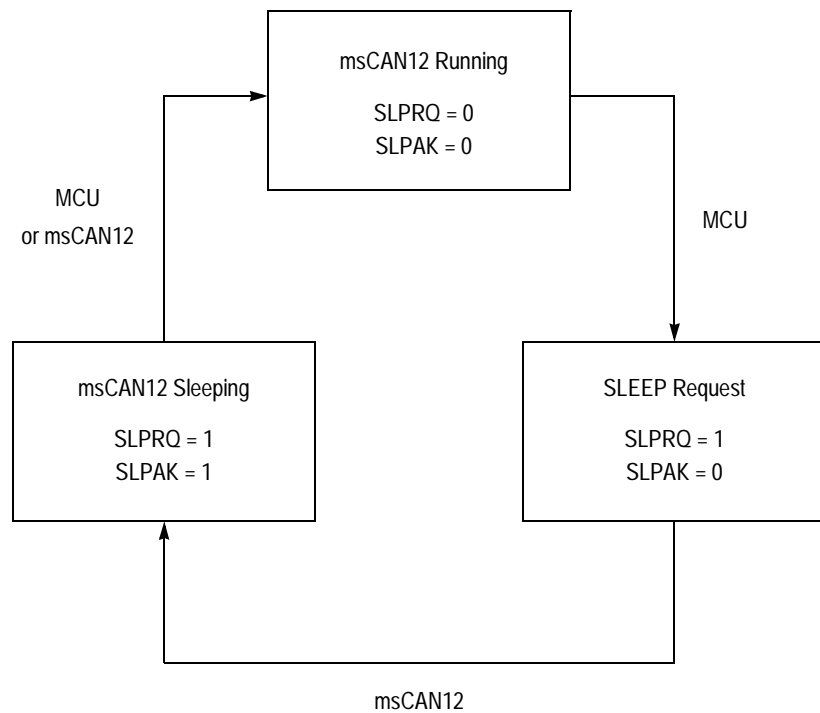 msCAN12 Running
SLPRQ = 0
SLPAK = 0
MCU
or msCAN12
MCU
msCAN12 Sleeping
SLPRQ = 1
SLPAK = 1
SLEEP Request
SLPRQ = 1
SLPAK = 0
msCAN12